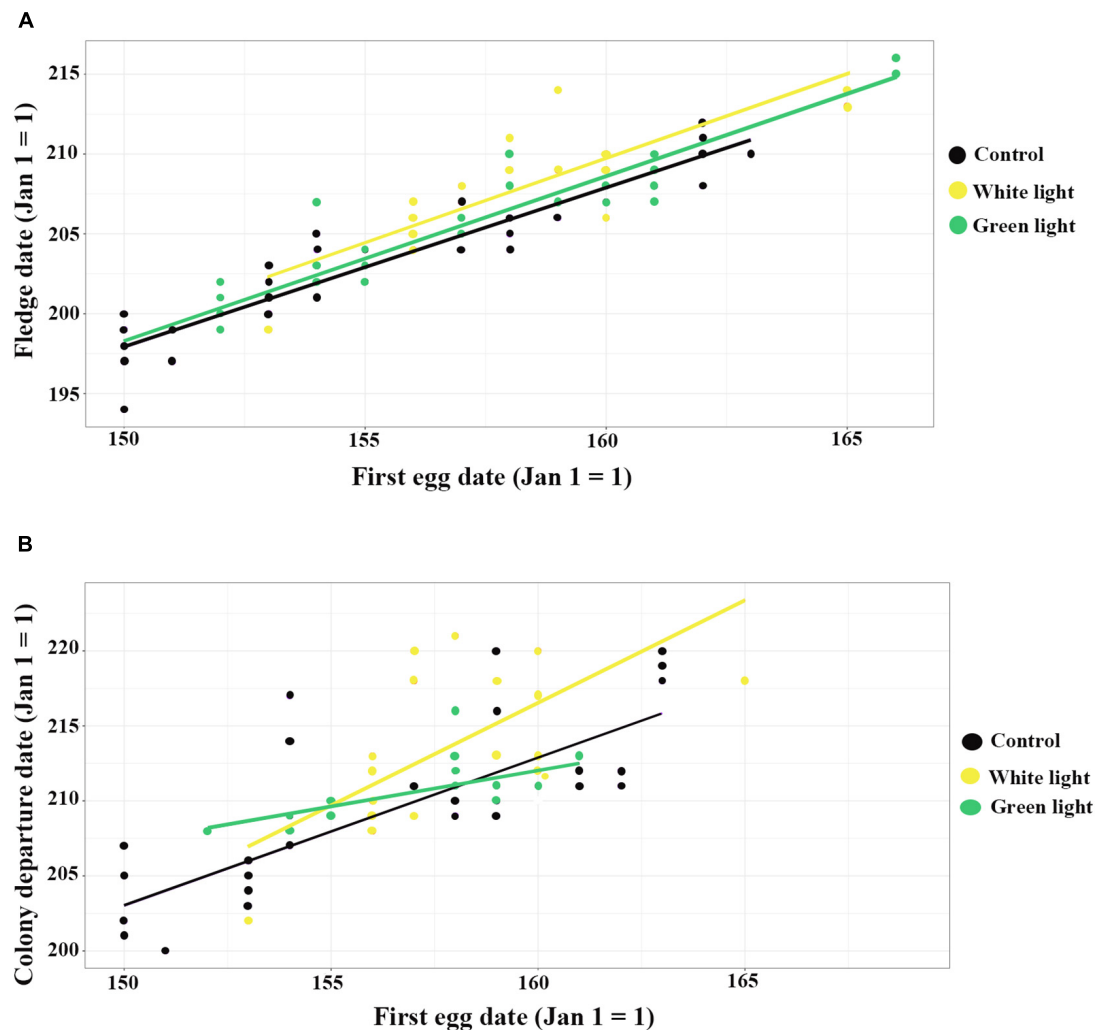 A
Fledge date (Jan 1 = 1)
215
210
205
200
195
150 155 160 165
First egg date (Jan 1 = 1)
Control
White light
Green light
B
Colony departure date (Jan 1 = 1)
220
215
210
205
200
150 155 160 165
First egg date (Jan 1 = 1)
Control
White light
Green light